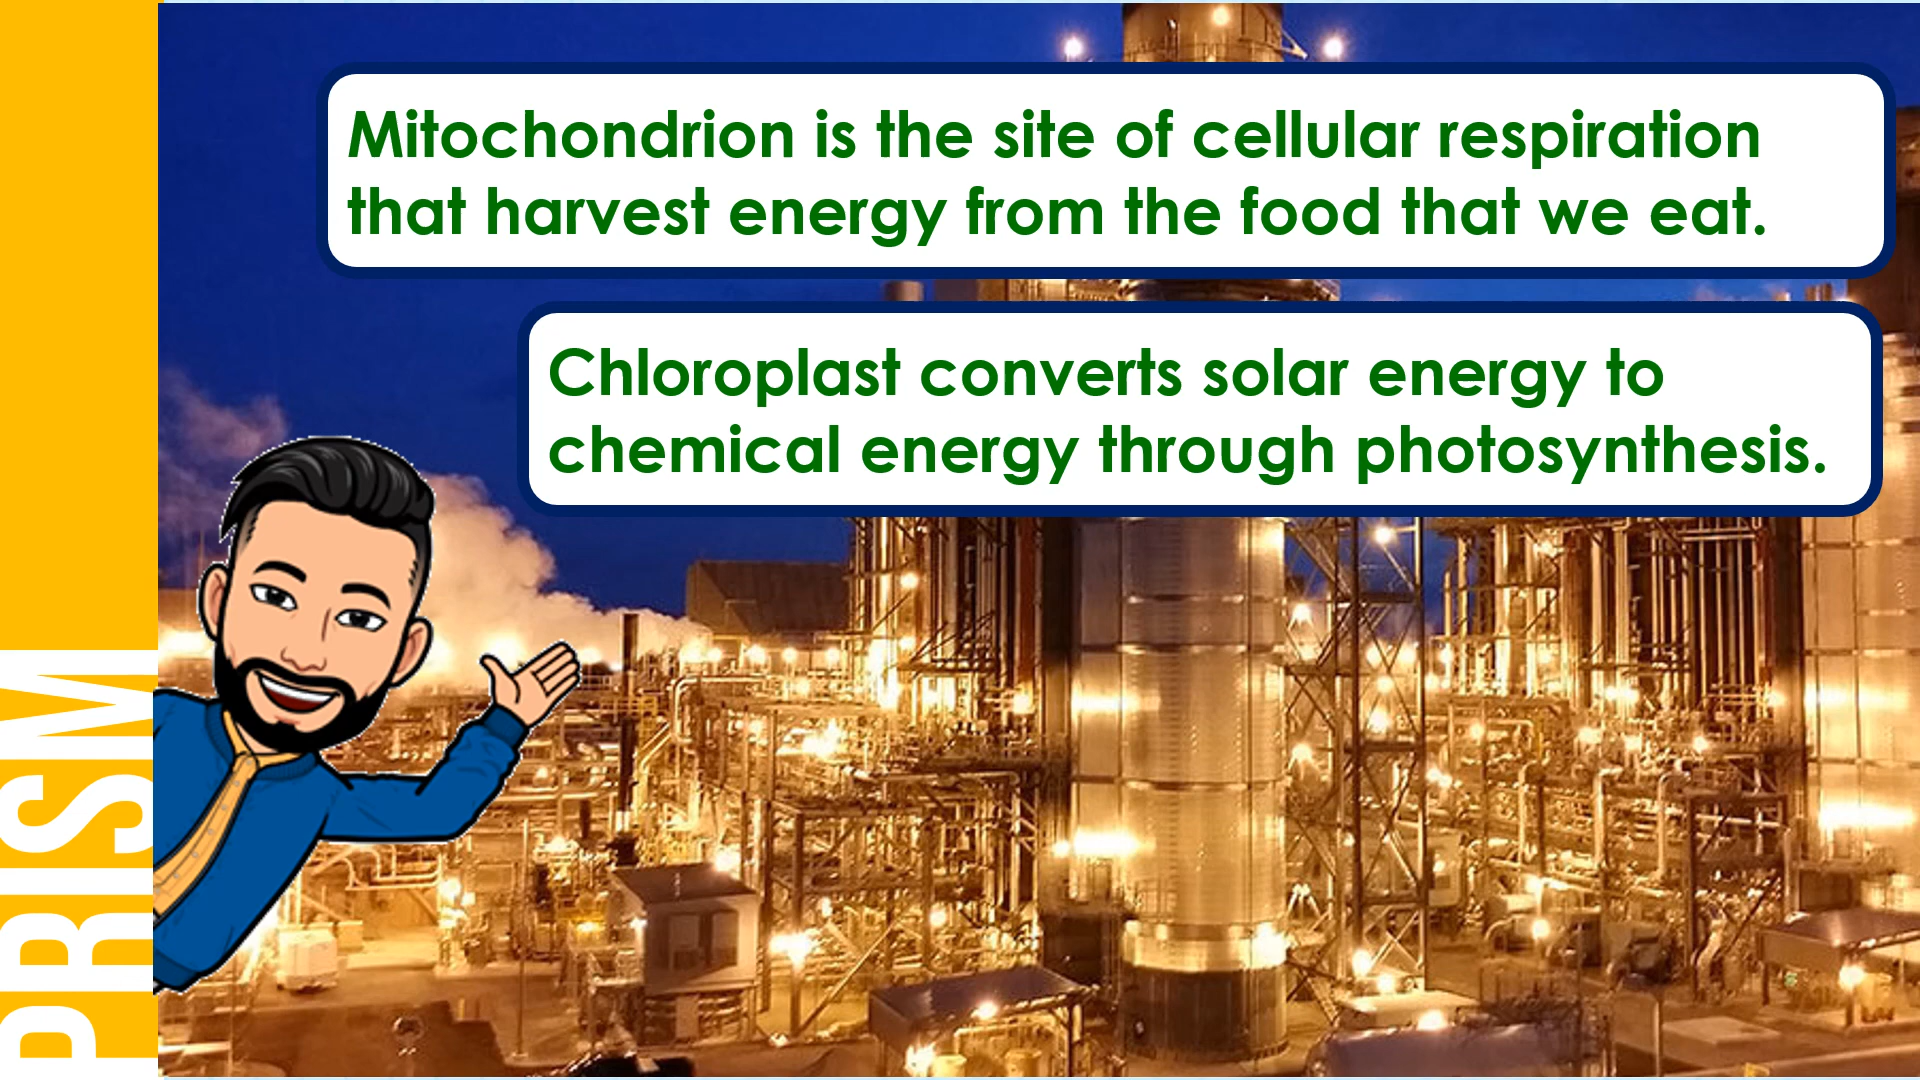 Mitochondrion is the site of cellular respiration
that harvest energy from the food that we eat.
Chloroplast converts solar energy to
chemical energy through photosynthesis.
PRISM